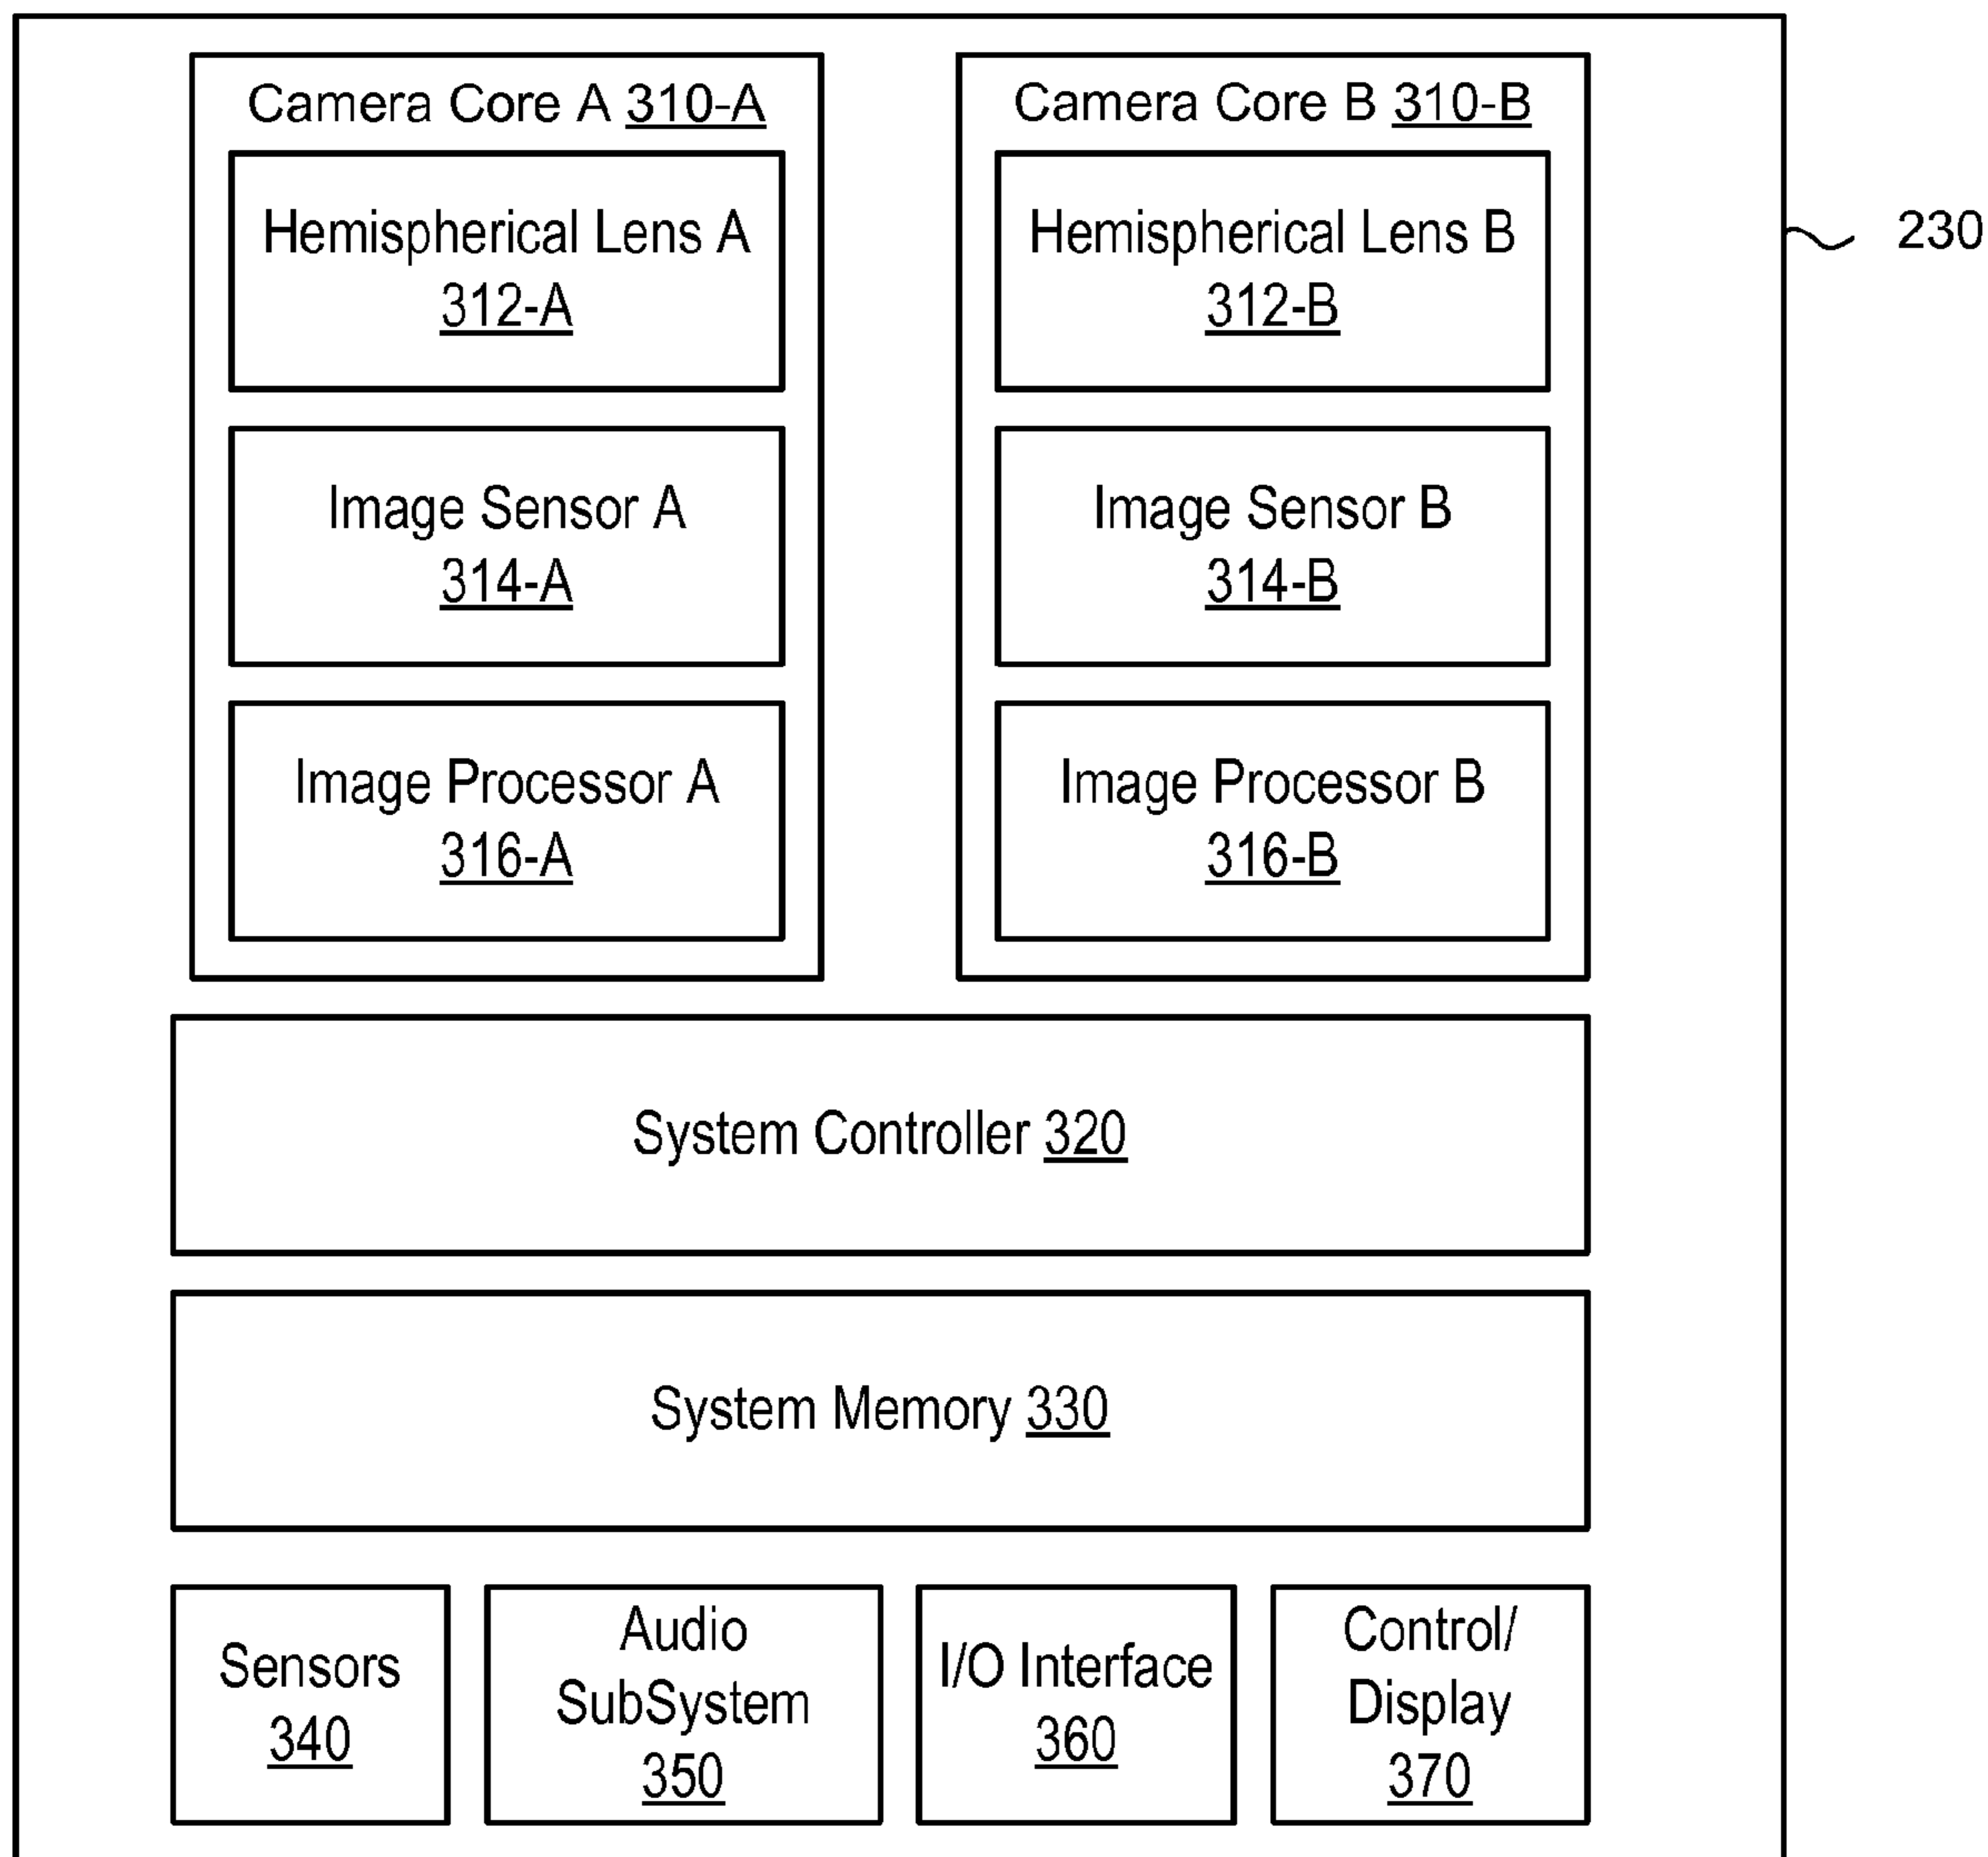 Camera Core A 310-A
Hemispherical Lens A
312-A
Image Sensor A
314-A
Image Processor A
316-A
Camera Core B 310-B
Hemispherical Lens B
312-B
Image Sensor B
314-B
Image Processor B
316-B
230
System Controller 320
System Memory 330
Sensors
340
Audio
SubSystem
350
I/O Interface
360
Control/
Display
370